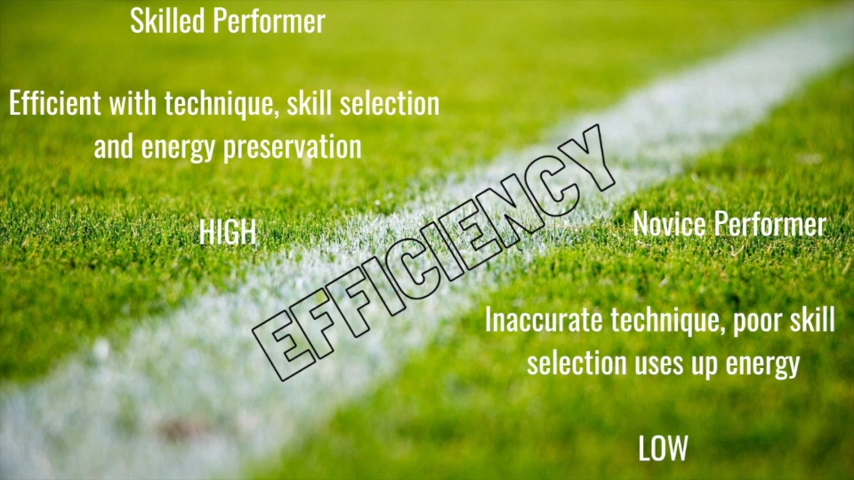 Skilled Performer
Efficient with technique, skill selection
and energy preservation
HIGH
EFFICIENCY
Novice Performer
Inaccurate technique, poor skill
selection uses up energy
LOW